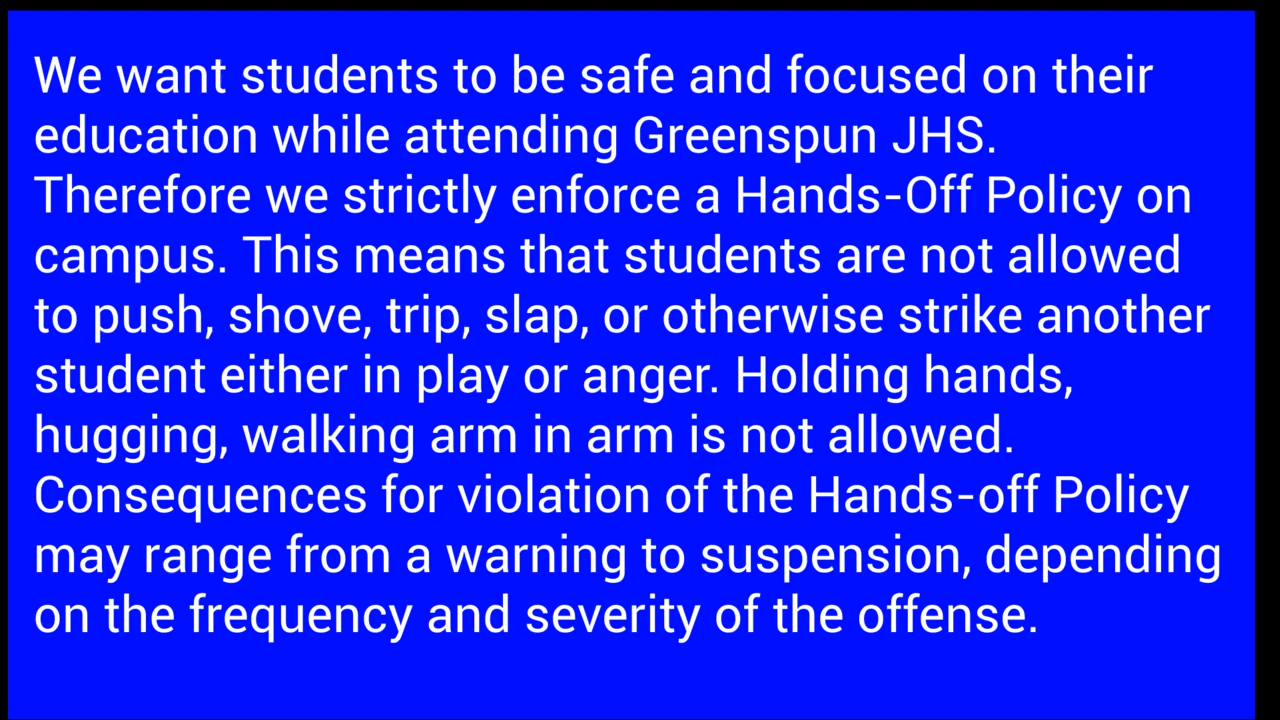 We want students to be safe and focused on their
education while attending Greenspun JHS.
Therefore we strictly enforce a Hands-Off Policy on
campus. This means that students are not allowed
to push, shove, trip, slap, or otherwise strike another
student either in play or anger. Holding hands,
hugging, walking arm in arm is not allowed.
Consequences for violation of the Hands-off Policy
may range from a warning to suspension, depending
on the frequency and severity of the offense.